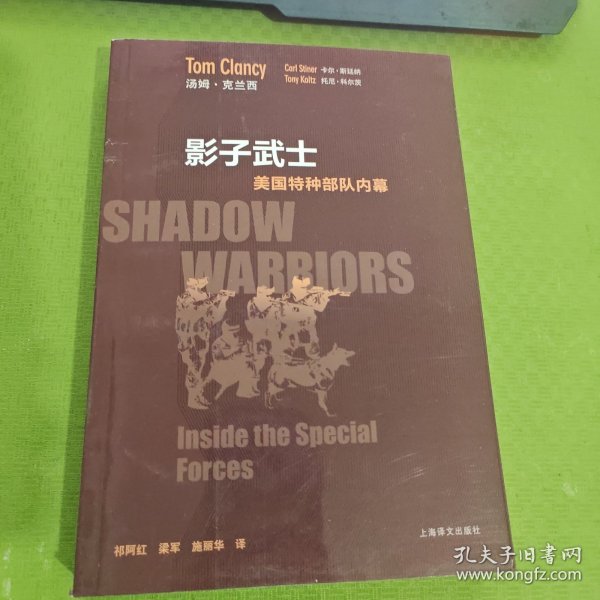 Tom Clancy
汤姆·克兰西
Carl Stiner 卡尔·斯廷纳
Tony Koltz 托尼·科尔茨
影子武士
美国特种部队内幕
SHADOW
WARRIORS
Inside the Special
Forces
祁阿红 梁军 施丽华 译
上海译文出版社
孔夫子旧书网
www.kongfz.com